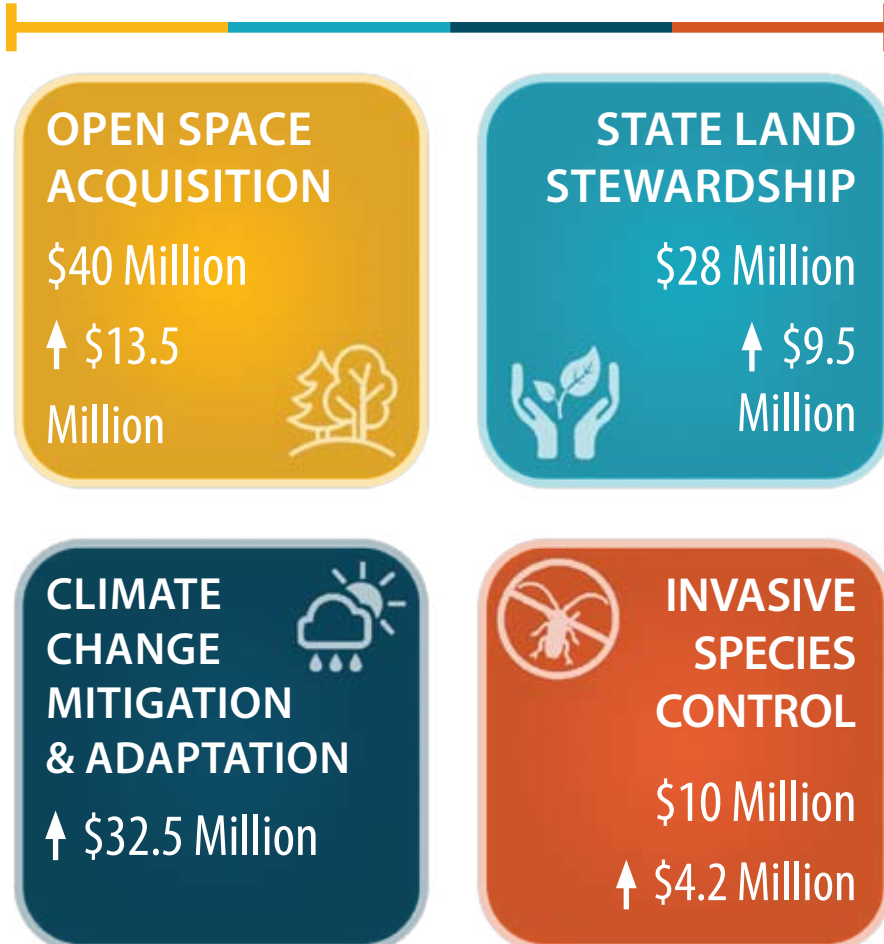 OPEN SPACE
ACQUISITION
$40 Million
↑ $13.5
Million
STATE LAND
STEWARDSHIP
$28 Million
↑ $9.5
Million
CLIMATE
CHANGE
MITIGATION
& ADAPTATION
↑ $32.5 Million
INVASIVE
SPECIES
CONTROL
$10 Million
↑ $4.2 Million